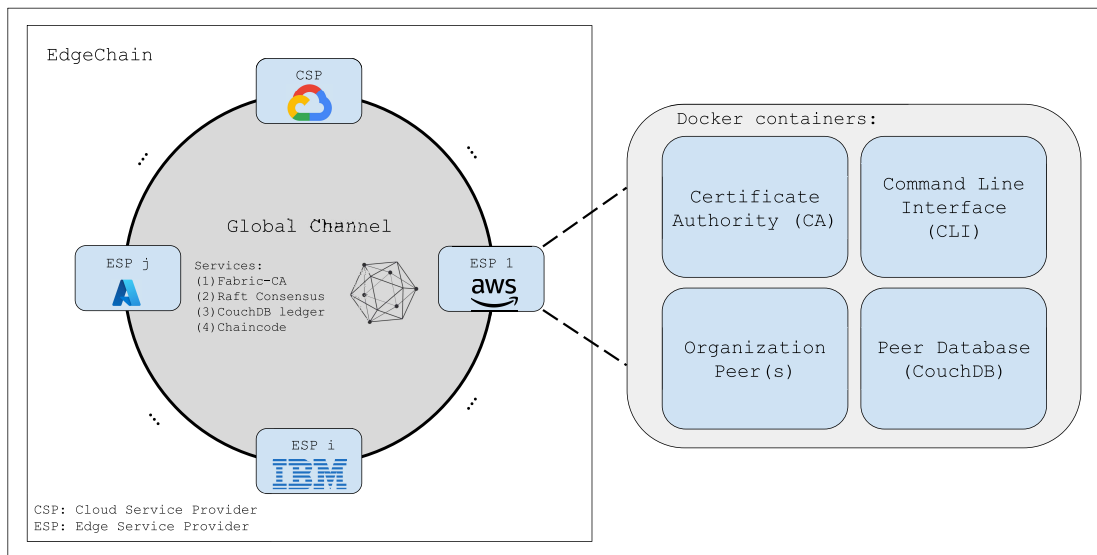 EdgeChain
CSP
Global Channel
ESP j
Services:
(1)Fabric-CA
(2)Raft Consensus
(3)CouchDB ledger
(4)Chaincode
ESP 1
aws
ESP i
IBM
CSP: Cloud Service Provider
ESP: Edge Service Provider
Docker containers:
Certificate
Authority (CA)
Command Line
Interface
(CLI)
Organization
Peer(s)
Peer Database
(CouchDB)